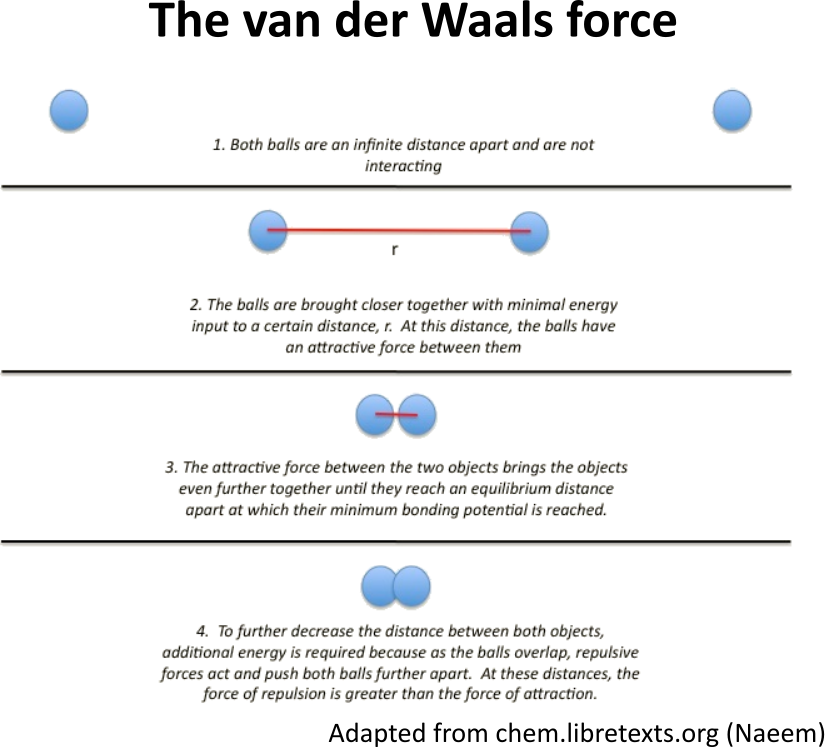 The van der Waals force
1. Both balls are an infinite distance apart and are not
interacting
r
2. The balls are brought closer together with minimal energy
input to a certain distance, r. At this distance, the balls have
an attractive force between them
3. The attractive force between the two objects brings the objects
even further together until they reach an equilibrium distance
apart at which their minimum bonding potential is reached.
4. To further decrease the distance between both objects,
additional energy is required because as the balls overlap, repulsive
forces act and push both balls further apart. At these distances, the
force of repulsion is greater than the force of attraction.
Adapted from chem.libretexts.org (Naeem)